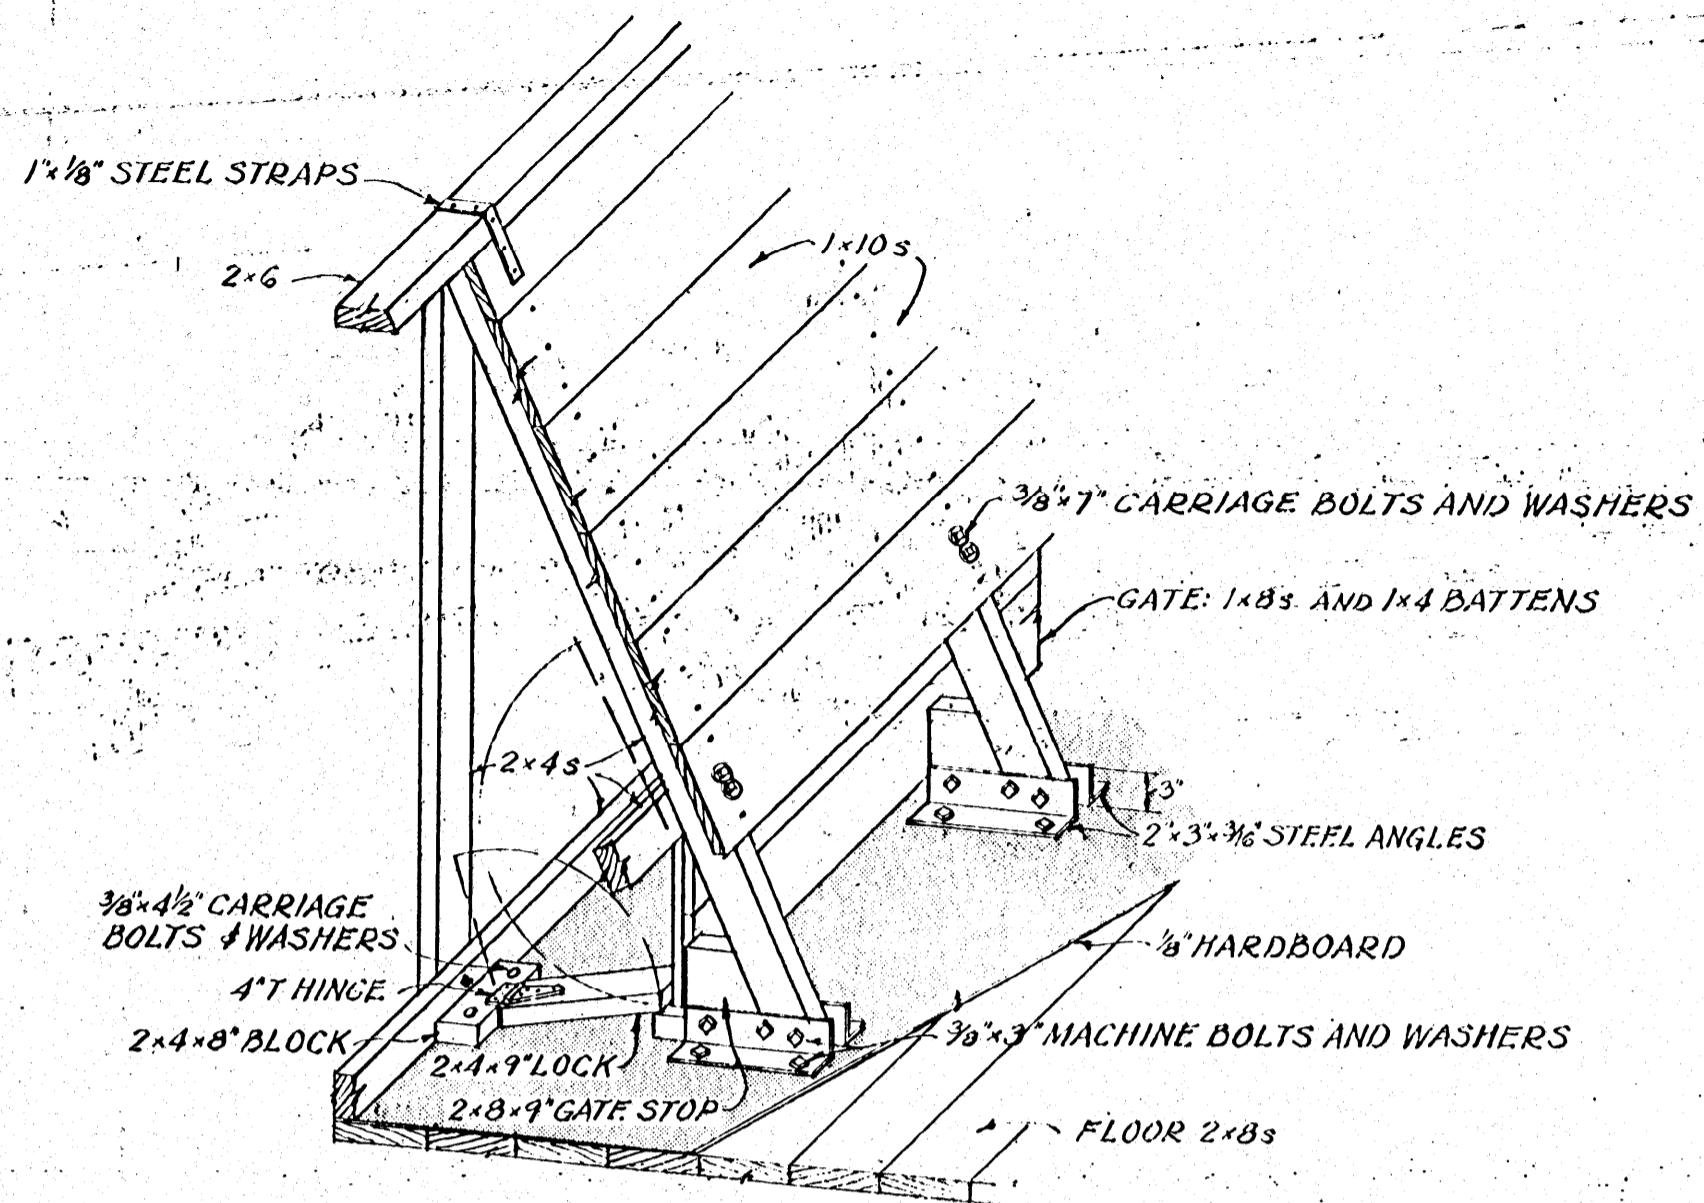 1"×1/8" STEEL STRAPS
2×6
1×10s
3/8"×7" CARRIAGE BOLTS AND WASHERS
GATE: 1×8s AND 1×4 BATTENS
2×4s
3"
2"×3"×3/16" STEEL ANGLES
3/8"×4 1/2" CARRIAGE
BOLTS & WASHERS
1/8" HARDBOARD
4" T HINGE
2×4×8" BLOCK
3/8"×3" MACHINE BOLTS AND WASHERS
2×4×9" LOCK
2×8×9" GATE STOP
FLOOR 2×8s